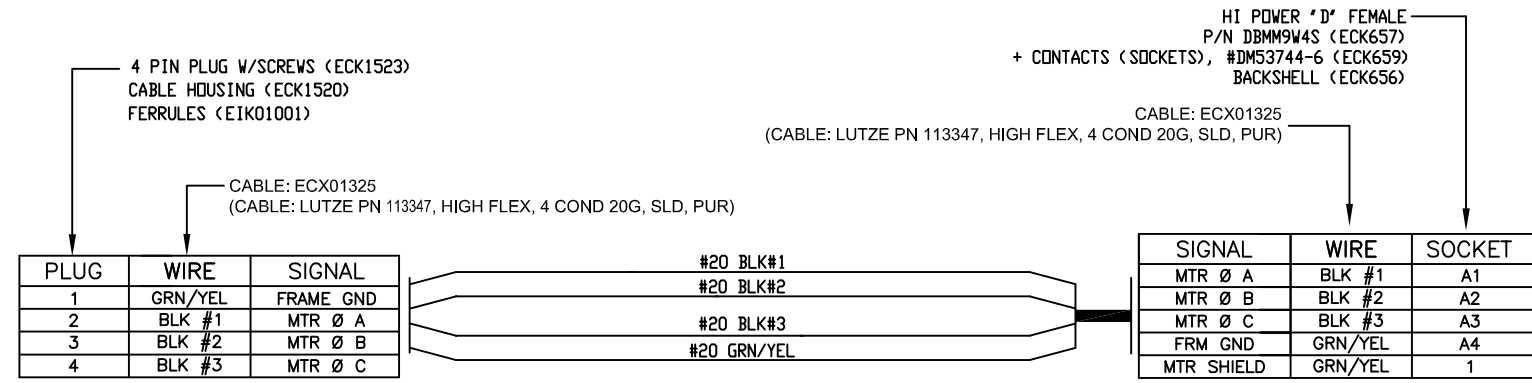 HI POWER "D" FEMALE
P/N DBMM9W4S (ECK657)
+ CONTACTS (SOCKETS), #DM53744-6 (ECK659)
BACKSHELL (ECK656)
4 PIN PLUG W/SCREWS (ECK1523)
CABLE HOUSING (ECK1520)
FERRULES (EIK01001)
CABLE: ECX01325
(CABLE: LUTZE PN 113347, HIGH FLEX, 4 COND 20G, SLD, PUR)
CABLE: ECX01325
(CABLE: LUTZE PN 113347, HIGH FLEX, 4 COND 20G, SLD, PUR)
PLUG WIRE SIGNAL
1 GRN/YEL FRAME GND
2 BLK #1 MTR Ø A
3 BLK #2 MTR Ø B
4 BLK #3 MTR Ø C
#20 BLK#1
#20 BLK#2
#20 BLK#3
#20 GRN/YEL
SIGNAL WIRE SOCKET
MTR Ø A BLK #1 A1
MTR Ø B BLK #2 A2
MTR Ø C BLK #3 A3
FRM GND GRN/YEL A4
MTR SHIELD GRN/YEL 1